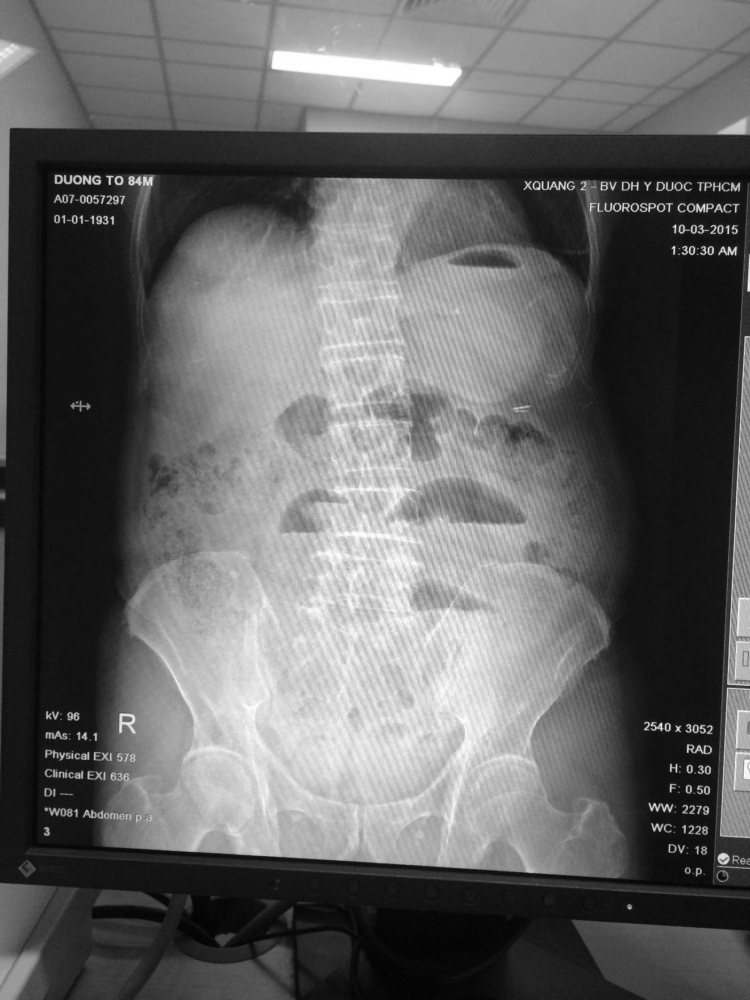 DUONG TO 84M
A07-0057297
01-01-1931
XQUANG 2 - BV DH Y DUOC TPHCM
FLUOROSPOT COMPACT
10-03-2015
1:30:30 AM
kV: 96
mAs: 14.1
Physical EXI 578
Clinical EXI 636
DI ---
*W081 Abdomen p.a
3
R
2540 x 3052
RAD
H: 0.30
F: 0.50
WW: 2279
WC: 1228
DV: 18
o.p.
Rea